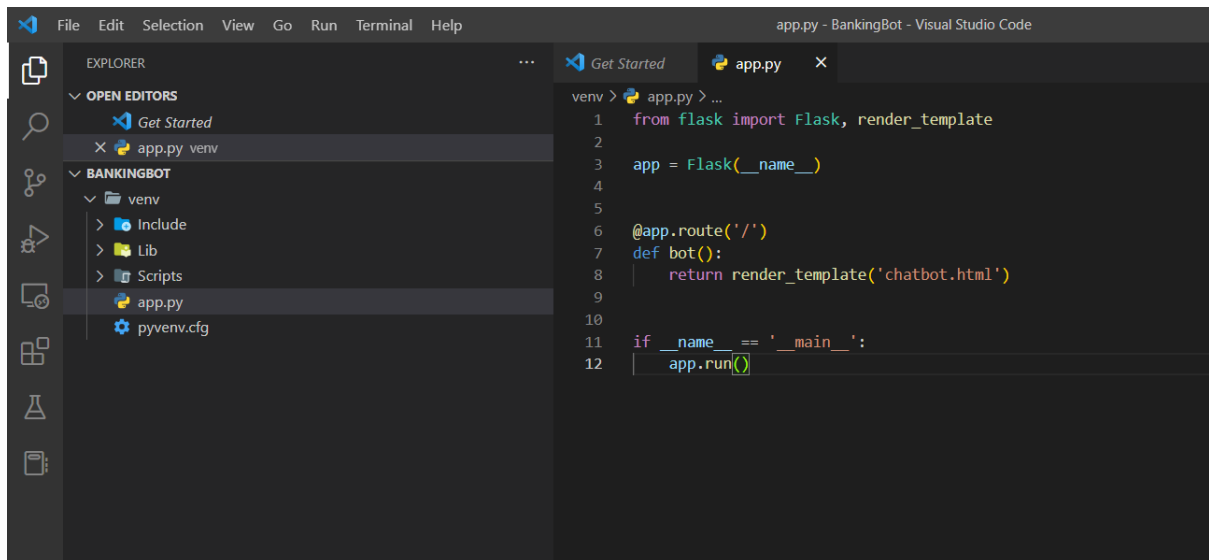 File Edit Selection View Go Run Terminal Help app.py - BankingBot - Visual Studio Code
EXPLORER ...
OPEN EDITORS
Get Started
app.py venv
BANKINGBOT
venv
Include
Lib
Scripts
app.py
pyvenv.cfg
Get Started app.py
venv > app.py > ...
1 from flask import Flask, render_template
2
3 app = Flask(__name__)
4
5
6 @app.route('/')
7 def bot():
8     return render_template('chatbot.html')
9
10
11 if __name__ == '__main__':
12     app.run()